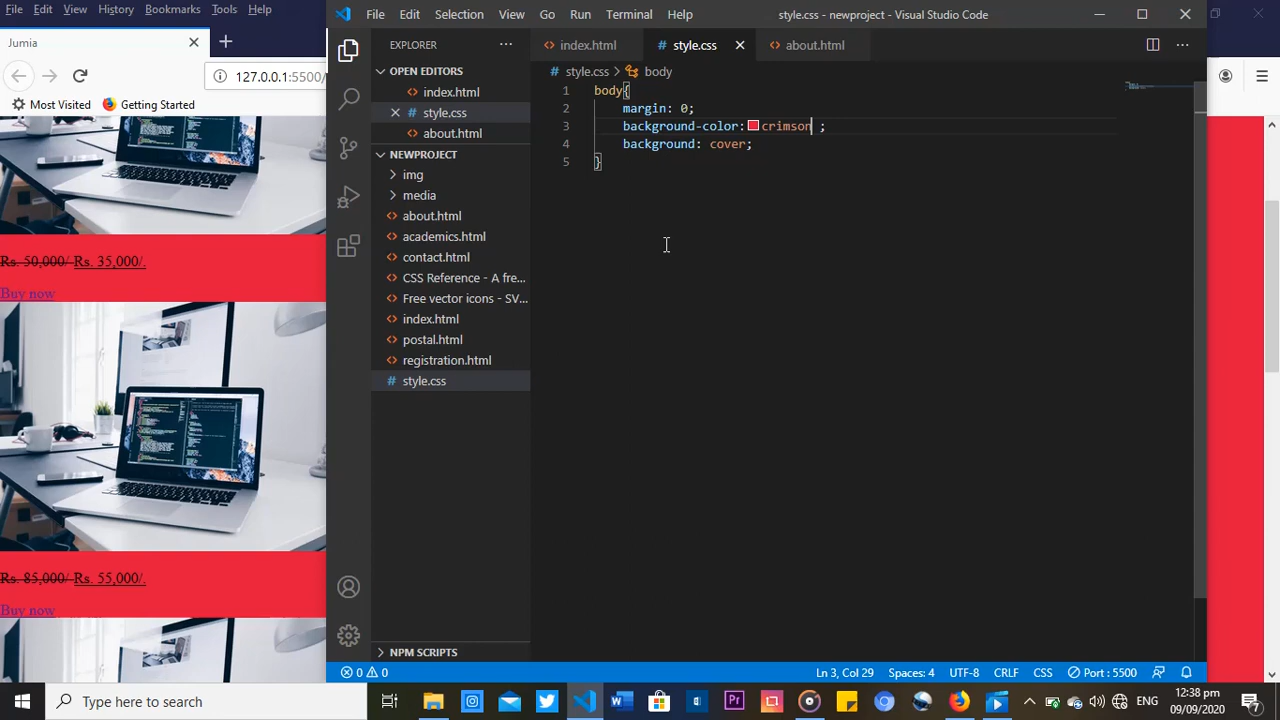 File Edit View History Bookmarks Tools Help
Jumia
127.0.0.1:5500/
Most Visited Getting Started
Rs. 50,000/- Rs. 35,000/.
Buy now
Rs. 85,000/- Rs. 55,000/.
Buy now
File Edit Selection View Go Run Terminal Help
style.css - newproject - Visual Studio Code
EXPLORER
OPEN EDITORS
index.html
style.css
about.html
NEWPROJECT
img
media
about.html
academics.html
contact.html
CSS Reference - A fre...
Free vector icons - SV...
index.html
postal.html
registration.html
style.css
NPM SCRIPTS
index.html style.css about.html
style.css > body
1 body{
2 margin: 0;
3 background-color: crimson ;
4 background: cover;
5 }
0 0
Ln 3, Col 29 Spaces: 4 UTF-8 CRLF CSS Port : 5500
Type here to search
ENG
12:38 pm
09/09/2020